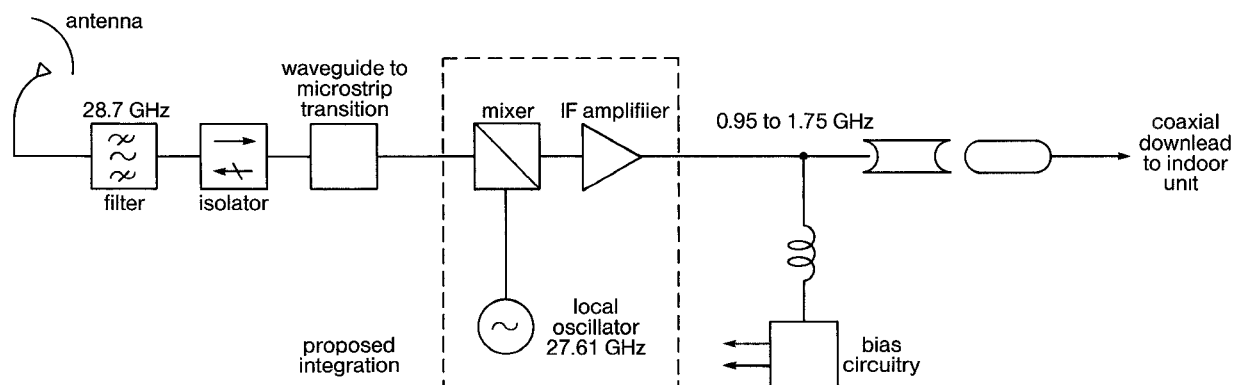 antenna
28.7 GHz
filter
isolator
waveguide to
microstrip
transition
mixer
IF amplifiier
local
oscillator
27.61 GHz
proposed
integration
0.95 to 1.75 GHz
bias
circuitry
coaxial
downlead
to indoor
unit